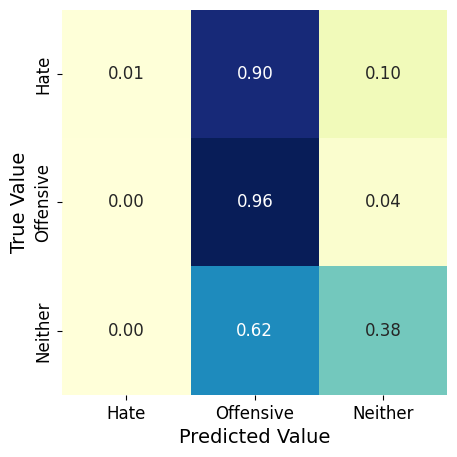 True Value
Hate
0.01 0.90 0.10
Offensive
0.00 0.96 0.04
Neither
0.00 0.62 0.38
Hate Offensive Neither
Predicted Value